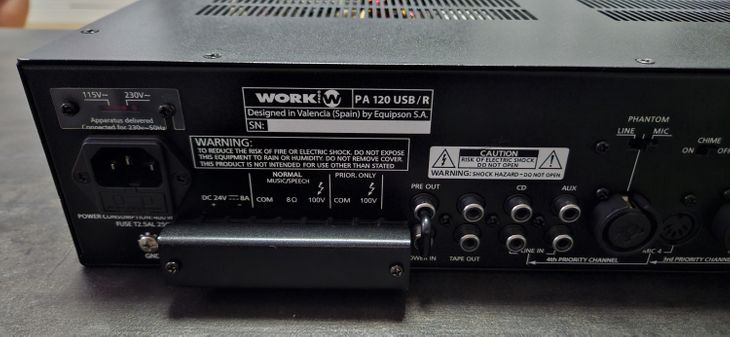 115V~ 230V~
Apparatus delivered
Connected for 230v~50Hz
WORK PRO W PA 120 USB/R
Designed in Valencia (Spain) by Equipson S.A.
SN:
WARNING:
TO REDUCE THE RISK OF FIRE OR ELECTRIC SHOCK. DO NOT EXPOSE
THIS EQUIPMENT TO RAIN OR HUMIDITY. DO NOT REMOVE COVER.
THIS PRODUCT IS NOT INTENDED FOR USE OTHER THAN STATED
NORMAL
MUSIC/SPEECH
PRIOR. ONLY
DC 24V 8A
+ -
COM 8Ω 100V
COM 100V
POWER CONSUMPTION:400
FUSE T2.5AL
CAUTION
RISK OF ELECTRIC SHOCK
DO NOT OPEN
WARNING: SHOCK HAZARD - DO NOT OPEN
PRE OUT
CD
AUX
POWER IN
TAPE OUT
LINE IN
4th PRIORITY CHANNEL
PHANTOM
LINE MIC
CHIME
ON OFF
MIC 4
3rd PRIORITY CHANNEL